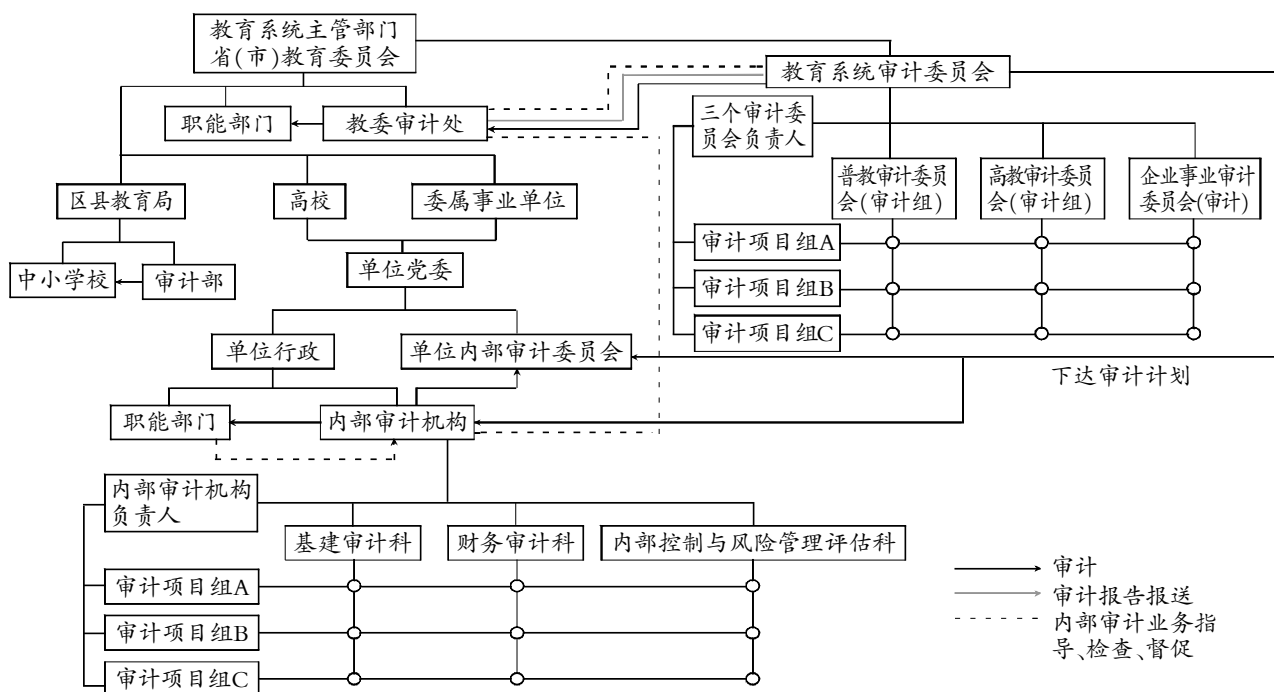 教育系统主管部门
省(市)教育委员会
教育系统审计委员会
职能部门
教委审计处
三个审计委
员会负责人
区县教育局
高校
委属事业单位
普教审计委员
会(审计组)
高教审计委员
会(审计组)
企业事业审计
委员会(审计)
中小学校
审计部
单位党委
审计项目组A
审计项目组B
审计项目组C
单位行政
单位内部审计委员会
下达审计计划
职能部门
内部审计机构
内部审计机构
负责人
基建审计科
财务审计科
内部控制与风险管理评估科
审计项目组A
审计项目组B
审计项目组C
审计
审计报告报送
内部审计业务指
导、检查、督促